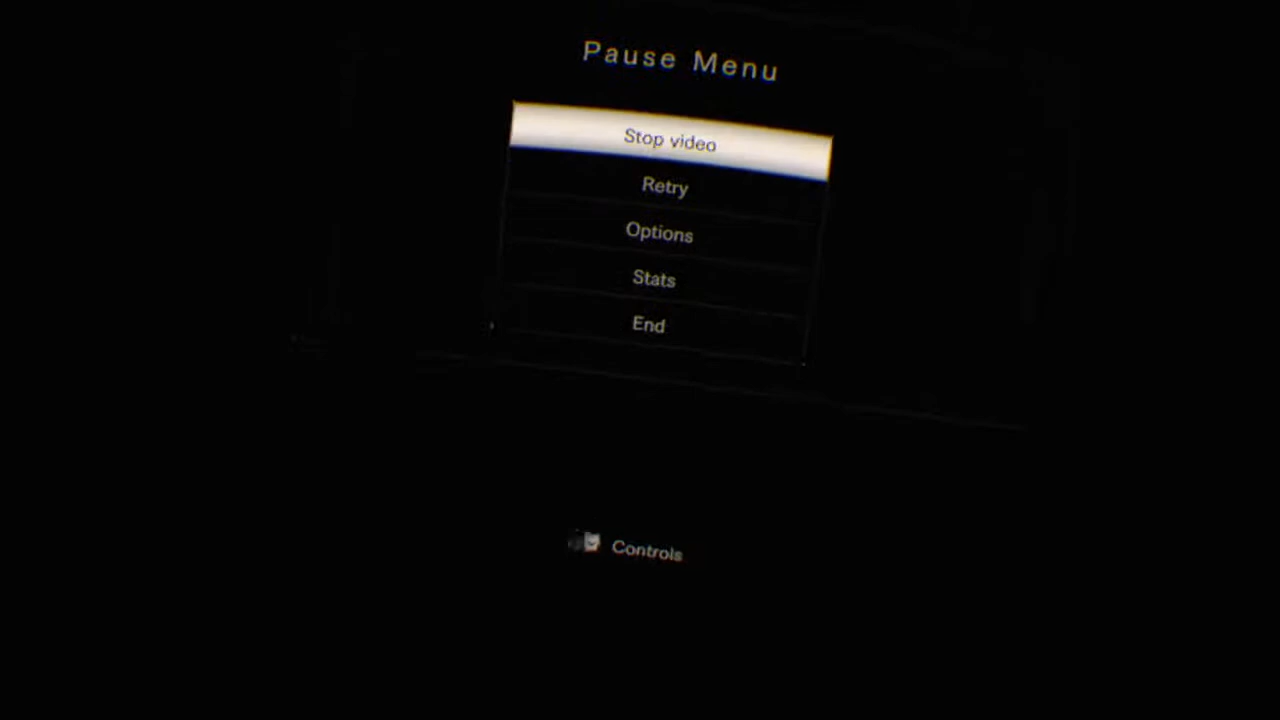 Pause Menu
Stop video
Retry
Options
Stats
End
Controls